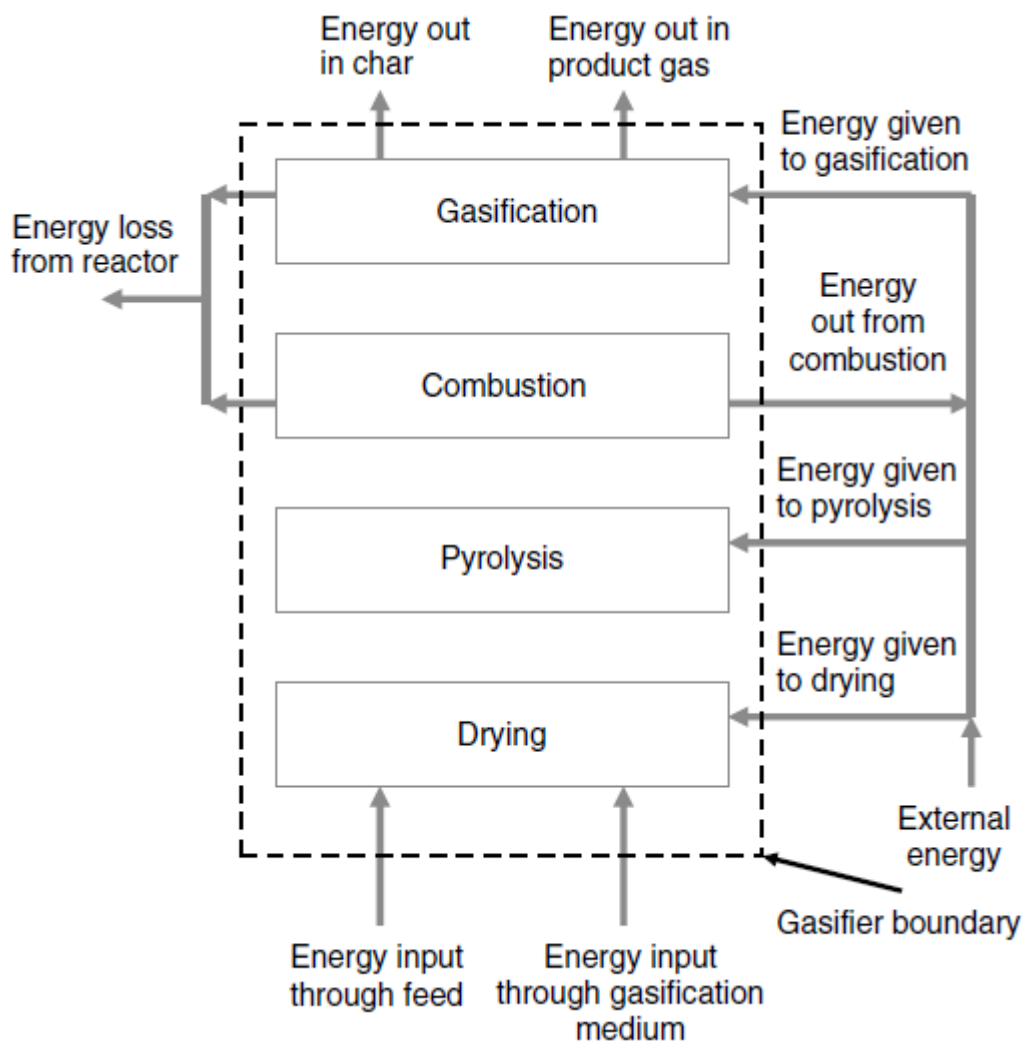 Energy out
in char
Energy out in
product gas
Energy given
to gasification
Gasification
Energy loss
from reactor
Energy
out from
combustion
Combustion
Energy given
to pyrolysis
Pyrolysis
Energy given
to drying
Drying
External
energy
Gasifier boundary
Energy input
through feed
Energy input
through gasification
medium